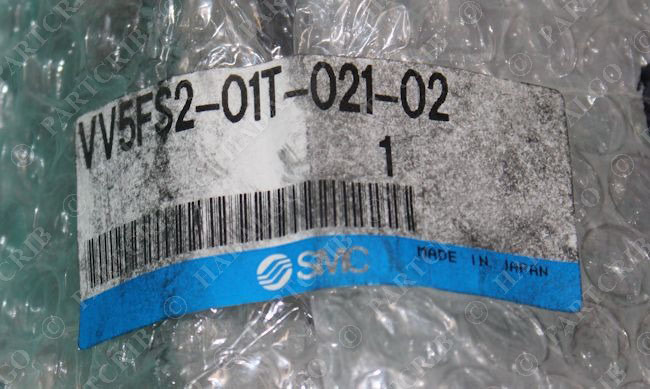 VV5FS2-01T-021-02
1
SMC
MADE IN JAPAN